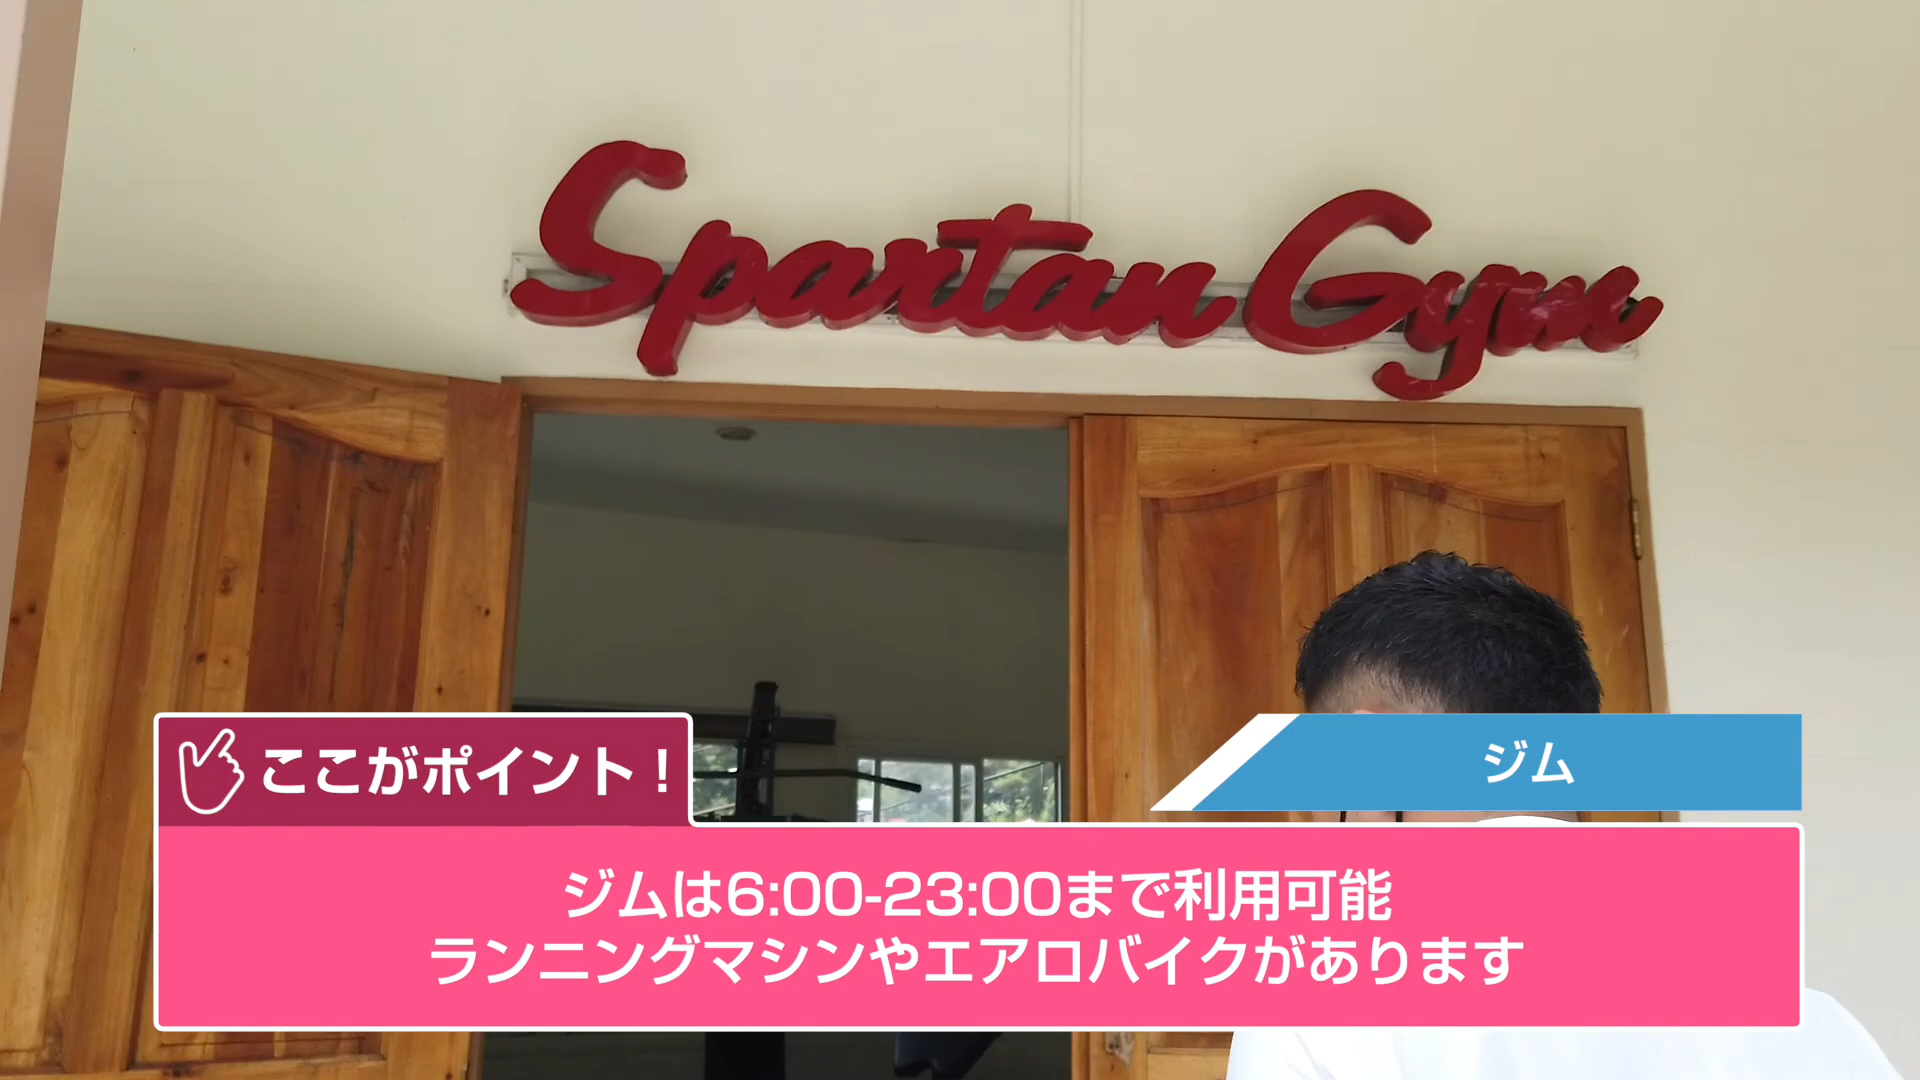 Spartan Gym
ここがポイント!
ジム
ジムは6:00-23:00まで利用可能
ランニングマシンやエアロバイクがあります